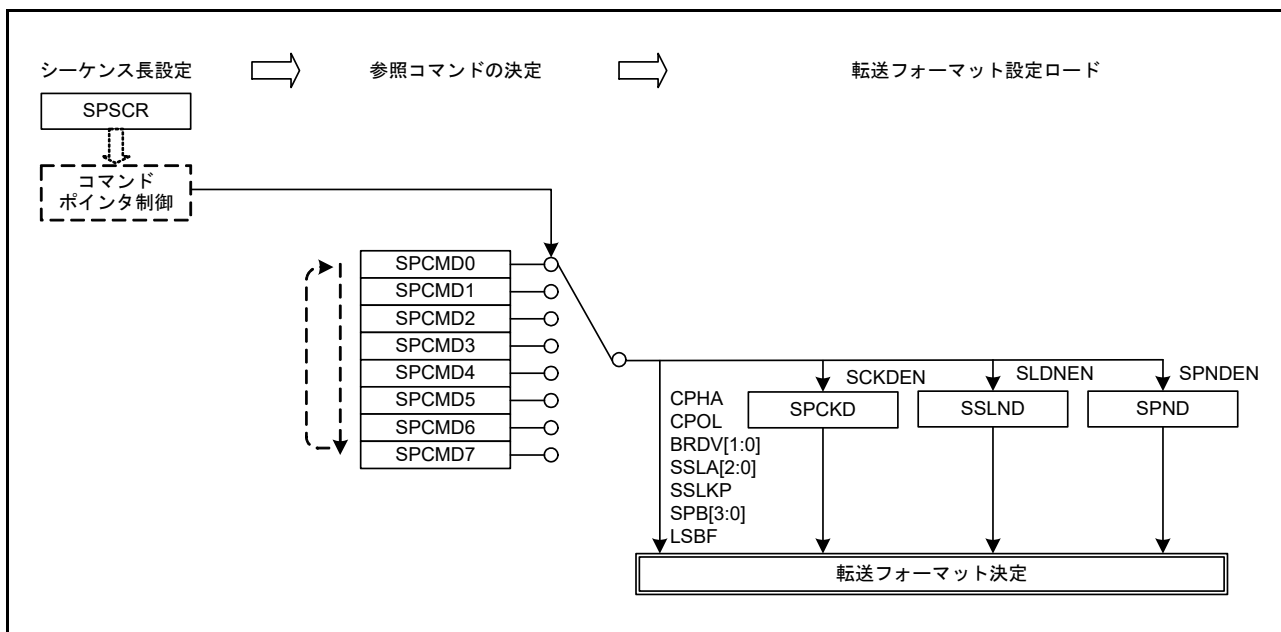 シーケンス長設定
参照コマンドの決定
転送フォーマット設定ロード
SPSCR
コマンド
ポインタ制御
SPCMD0
SPCMD1
SPCMD2
SPCMD3
SPCMD4
SPCMD5
SPCMD6
SPCMD7
CPHA
CPOL
BRDV[1:0]
SSLA[2:0]
SSLKP
SPB[3:0]
LSBF
SCKDEN
SPCKD
SLDNEN
SSLND
SPNDEN
SPND
転送フォーマット決定